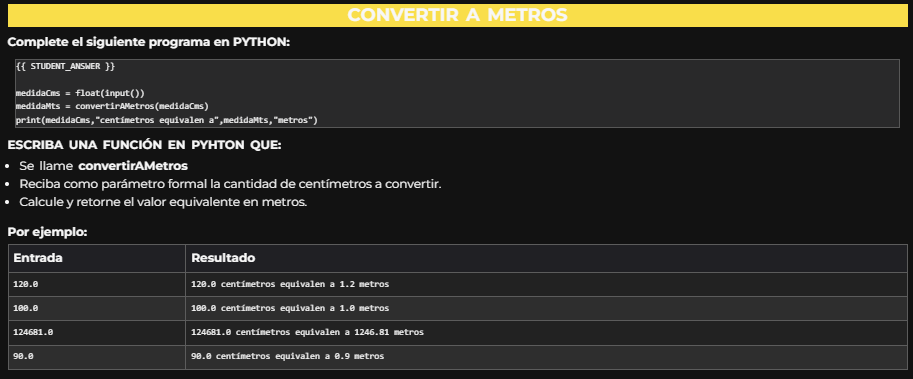 CONVERTIR A METROS
Complete el siguiente programa en PYTHON:
{{ STUDENT_ANSWER }}
medidaCms = float(input())
medidaMts = convertirAMetros(medidaCms)
print(medidaCms,"centímetros equivalen a",medidaMts,"metros")
ESCRIBA UNA FUNCIÓN EN PYHTON QUE:
Se llame convertirAMetros
Reciba como parámetro formal la cantidad de centímetros a convertir.
Calcule y retorne el valor equivalente en metros.
Por ejemplo:
Entrada Resultado
120.0 120.0 centímetros equivalen a 1.2 metros
100.0 100.0 centímetros equivalen a 1.0 metros
124681.0 124681.0 centímetros equivalen a 1246.81 metros
90.0 90.0 centímetros equivalen a 0.9 metros